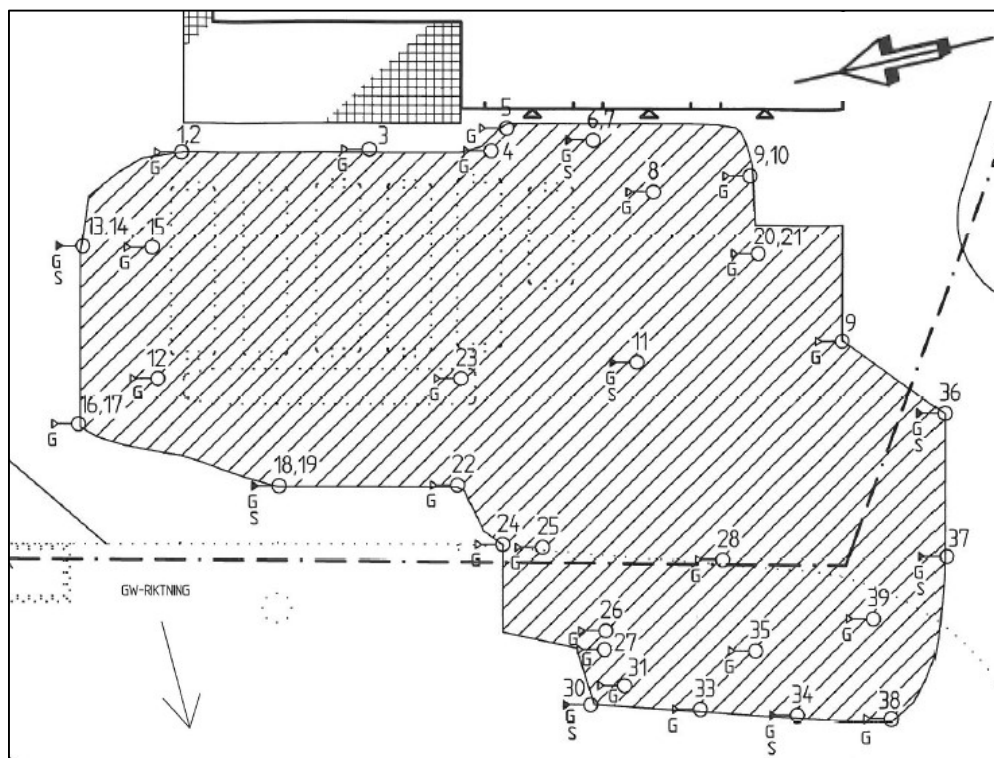 5
6,7
G
1,2
3
4
G
S
G
G
G
8
9,10
G
G
13.14
15
20,21
G
S
G
G
9
G
12
23
11
G
G
G
S
36
16,17
G
G
S
18,19
22
G
S
G
24
25
28
37
G
G
G
G
S
GW-RIKTNING
26
39
G
27
35
G
G
G
31
30
G
33
34
38
G
S
G
G
S
G